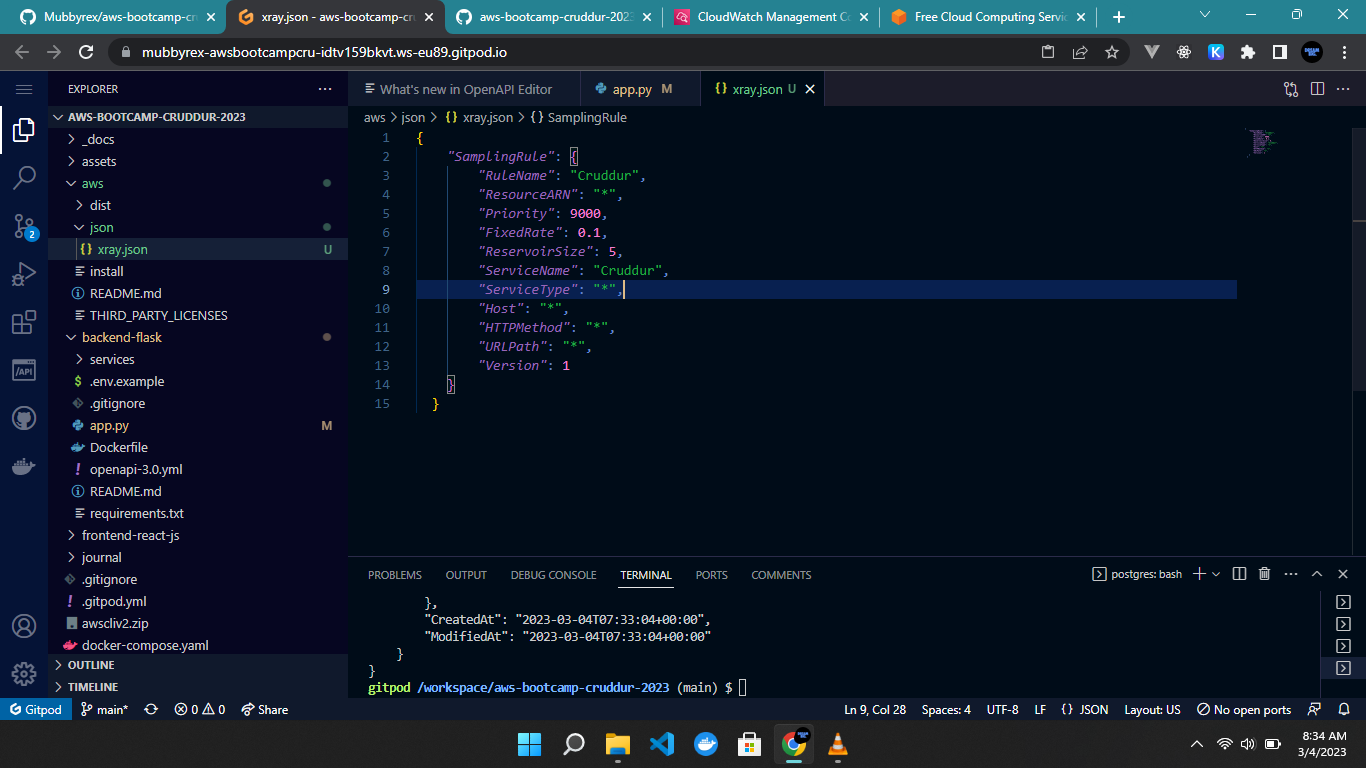 Mubbyrex/aws-bootcamp-cr
xray.json - aws-bootcamp-cru
aws-bootcamp-cruddur-2023
CloudWatch Management Co
Free Cloud Computing Servic
mubbyrex-awsbootcampcru-idtv159bkvt.ws-eu89.gitpod.io
EXPLORER
What's new in OpenAPI Editor
app.py M
{} xray.json U
AWS-BOOTCAMP-CRUDDUR-2023
_docs
assets
aws
dist
json
{} xray.json U
install
README.md
THIRD_PARTY_LICENSES
backend-flask
services
$ .env.example
.gitignore
app.py M
Dockerfile
! openapi-3.0.yml
README.md
requirements.txt
frontend-react-js
journal
.gitignore
! .gitpod.yml
awscliv2.zip
docker-compose.yaml
OUTLINE
TIMELINE
2
/API
aws > json > {} xray.json > {} SamplingRule
1 {
2 "SamplingRule": {
3 "RuleName": "Cruddur",
4 "ResourceARN": "*",
5 "Priority": 9000,
6 "FixedRate": 0.1,
7 "ReservoirSize": 5,
8 "ServiceName": "Cruddur",
9 "ServiceType": "*",
10 "Host": "*",
11 "HTTPMethod": "*",
12 "URLPath": "*",
13 "Version": 1
14 }
15 }
PROBLEMS OUTPUT DEBUG CONSOLE TERMINAL PORTS COMMENTS
postgres: bash
},
"CreatedAt": "2023-03-04T07:33:04+00:00",
"ModifiedAt": "2023-03-04T07:33:04+00:00"
}
}
gitpod /workspace/aws-bootcamp-cruddur-2023 (main) $
Gitpod main* 0 0 Share
Ln 9, Col 28 Spaces: 4 UTF-8 LF {} JSON Layout: US No open ports
8:34 AM
3/4/2023